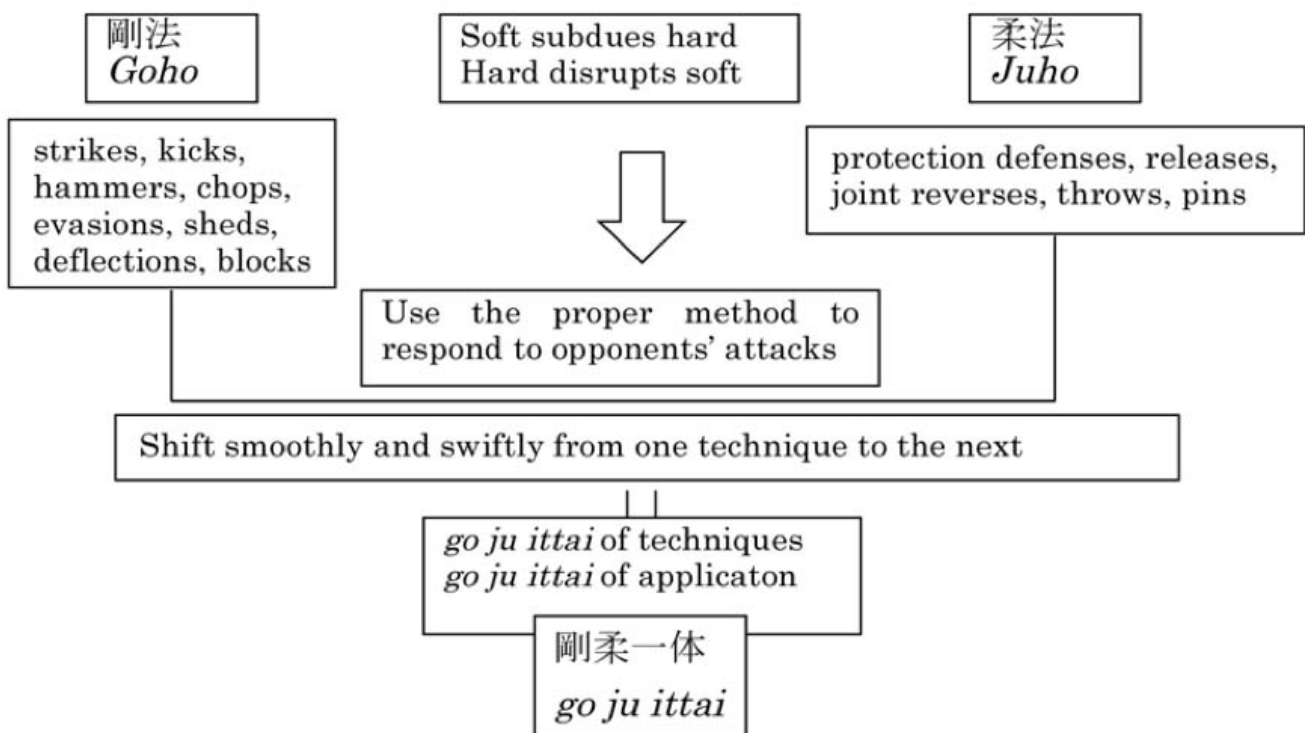 剛法
Goho
Soft subdues hard
Hard disrupts soft
柔法
Juho
strikes, kicks,
hammers, chops,
evasions, sheds,
deflections, blocks
protection defenses, releases,
joint reverses, throws, pins
Use the proper method to
respond to opponents’ attacks
Shift smoothly and swiftly from one technique to the next
go ju ittai of techniques
go ju ittai of applicaton
剛柔一体
go ju ittai